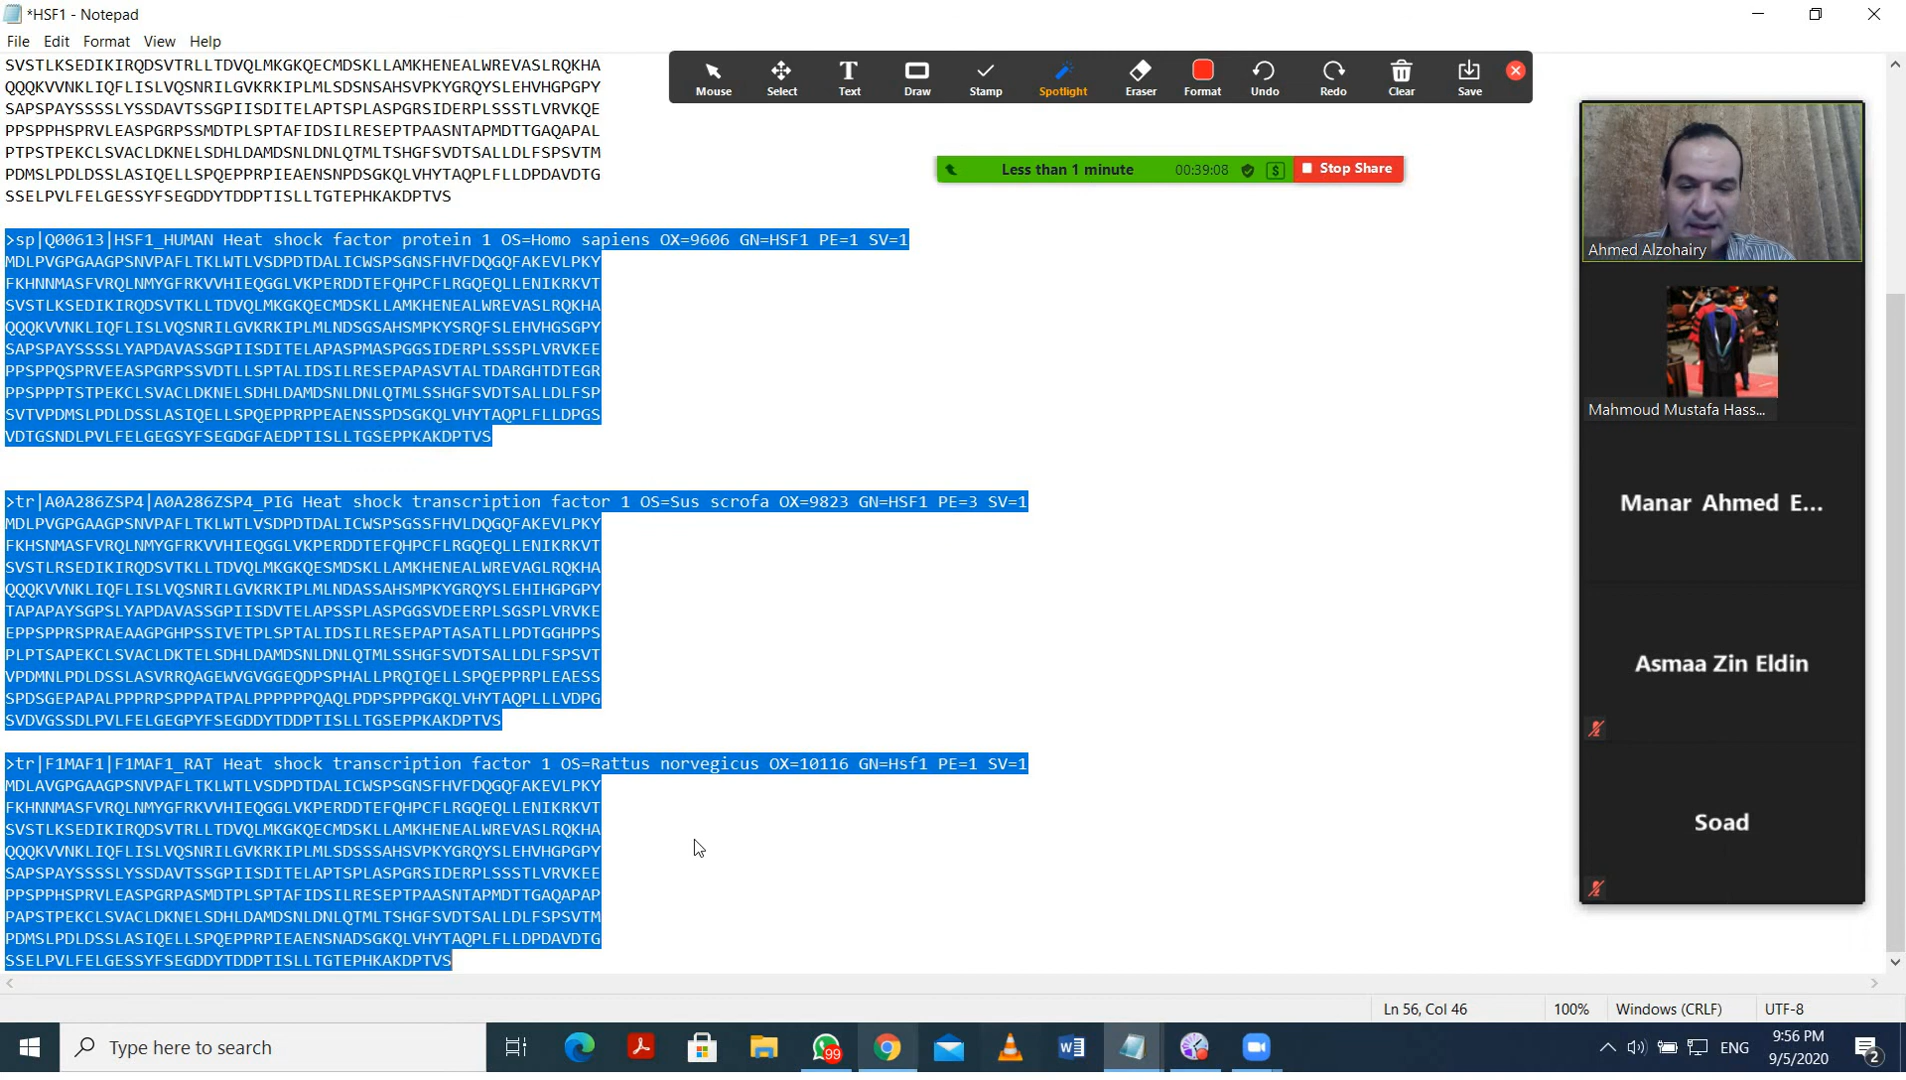 *HSF1 - Notepad
File Edit Format View Help
Mouse Select Text Draw Stamp Spotlight Eraser Format Undo Redo Clear Save
Less than 1 minute 00:39:08 $ Stop Share
SVSTLKSEDIKIRQDSVTRLLTDVQLMKGKQECMDSKLLAMKHENEALWREVASLRQKHA
QQQKVVNKLIQFLISLVQSNRILGVKRKIPLMLSDSNSAHSVPKYGRQYSLEHVHGPGPY
SAPSPAYSSSSLYSSDAVTSSGPIISDITELAPTSPLASPGRSIDERPLSSSTLVRVKQE
PPSPPHSPRVLEASPGRPSSMDTPLSPTAFIDSILRESEPTPAASNTAPMDTTGAQAPAL
PTPSTPEKCLSVACLDKNELSDHLDAMDSNLDNLQTMLTSHGFSVDTSALLDLFSPSVTM
PDMSLPDLDSSLASIQELLSPQEPPRPIEAENSNPDSGKQLVHYTAQPLFLLDPDAVDTG
SSELPVLFELGESSYFSEGDDYTDDPTISLLTGTEPHKAKDPTVS
>sp|Q00613|HSF1_HUMAN Heat shock factor protein 1 OS=Homo sapiens OX=9606 GN=HSF1 PE=1 SV=1
MDLPVGPGAAGPSNVPAFLTKLWTLVSDPDTDALICWSPSGNSFHVFDQGQFAKEVLPKY
FKHNNMASFVRQLNMYGFRKVVHIEQGGLVKPERDDTEFQHPCFLRGQEQLLENIKRKVT
SVSTLKSEDIKIRQDSVTKLLTDVQLMKGKQECMDSKLLAMKHENEALWREVASLRQKHA
QQQKVVNKLIQFLISLVQSNRILGVKRKIPLMLNDSGSAHSMPKYSRQFSLEHVHGSGPY
SAPSPAYSSSSLYAPDAVASSGPIISDITELAPASPMASPGGSIDERPLSSSPLVRVKEE
PPSPPQSPRVEEASPGRPSSVDTLLSPTALIDSILRESEPAPASVTALTDARGHTDTEGR
PPSPPPTSTPEKCLSVACLDKNELSDHLDAMDSNLDNLQTMLSSHGFSVDTSALLDLFSP
SVTVPDMSLPDLDSSLASIQELLSPQEPPRPPEAENSSPDSGKQLVHYTAQPLFLLDPGS
VDTGSNDLPVLFELGEGSYFSEGDGFAEDPTISLLTGSEPPKAKDPTVS
>tr|A0A286ZSP4|A0A286ZSP4_PIG Heat shock transcription factor 1 OS=Sus scrofa OX=9823 GN=HSF1 PE=3 SV=1
MDLPVGPGAAGPSNVPAFLTKLWTLVSDPDTDALICWSPSGSSFHVLDQGQFAKEVLPKY
FKHSNMASFVRQLNMYGFRKVVHIEQGGLVKPERDDTEFQHPCFLRGQEQLLENIKRKVT
SVSTLRSEDIKIRQDSVTKLLTDVQLMKGKQESMDSKLLAMKHENEALWREVAGLRQKHA
QQQKVVNKLIQFLISLVQSNRILGVKRKIPLMLNDASSAHSMPKYGRQYSLEHIHGPGPY
TAPAPAYSGPSLYAPDAVASSGPIISDVTELAPSSPLASPGGSVDEERPLSGSPLVRVKE
EPPSPPRSPRAEAAGPGHPSSIVETPLSPTALIDSILRESEPAPTASATLLPDTGGHPPS
PLPTSAPEKCLSVACLDKTELSDHLDAMDSNLDNLQTMLSSHGFSVDTSALLDLFSPSVT
VPDMNLPDLDSSLASVRRQAGEWVGVGGEQDPSPHALLPRQIQELLSPQEPPRPLEAESS
SPDSGEPAPALPPPRPSPPPATPALPPPPPPQAQLPDPSPPPGKQLVHYTAQPLLLVDPG
SVDVGSSDLPVLFELGEGPYFSEGDDYTDDPTISLLTGSEPPKAKDPTVS
>tr|F1MAF1|F1MAF1_RAT Heat shock transcription factor 1 OS=Rattus norvegicus OX=10116 GN=Hsf1 PE=1 SV=1
MDLAVGPGAAGPSNVPAFLTKLWTLVSDPDTDALICWSPSGNSFHVFDQGQFAKEVLPKY
FKHNNMASFVRQLNMYGFRKVVHIEQGGLVKPERDDTEFQHPCFLRGQEQLLENIKRKVT
SVSTLKSEDIKIRQDSVTRLLTDVQLMKGKQECMDSKLLAMKHENEALWREVASLRQKHA
QQQKVVNKLIQFLISLVQSNRILGVKRKIPLMLSDSSSAHSVPKYGRQYSLEHVHGPGPY
SAPSPAYSSSSLYSSDAVTSSGPIISDITELAPTSPLASPGRSIDERPLSSSTLVRVKEE
PPSPPHSPRVLEASPGRPASMDTPLSPTAFIDSILRESEPTPAASNTAPMDTTGAQAPAP
PAPSTPEKCLSVACLDKNELSDHLDAMDSNLDNLQTMLTSHGFSVDTSALLDLFSPSVTM
PDMSLPDLDSSLASIQELLSPQEPPRPIEAENSNADSGKQLVHYTAQPLFLLDPDAVDTG
SSELPVLFELGESSYFSEGDDYTDDPTISLLTGTEPHKAKDPTVS
Ahmed Alzohairy
Mahmoud Mustafa Hass...
Manar Ahmed E...
Asmaa Zin Eldin
Soad
Ln 56, Col 46 100% Windows (CRLF) UTF-8
Type here to search
99
ENG
9:56 PM
9/5/2020
2